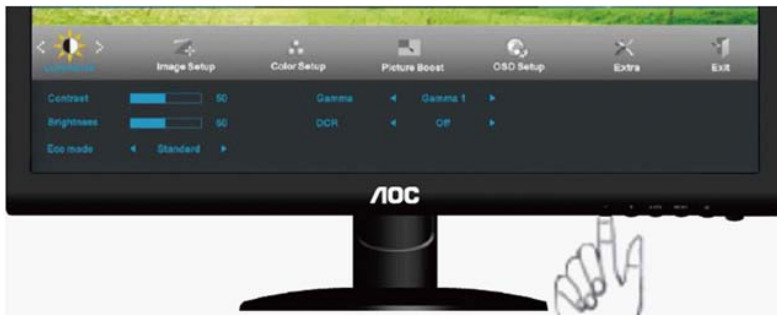 Luminance Image Setup Color Setup Picture Boost OSD Setup Extra Exit
Contrast 50 Gamma Gamma 1
Brightness 50 DCR Off
Eco mode Standard
AOC